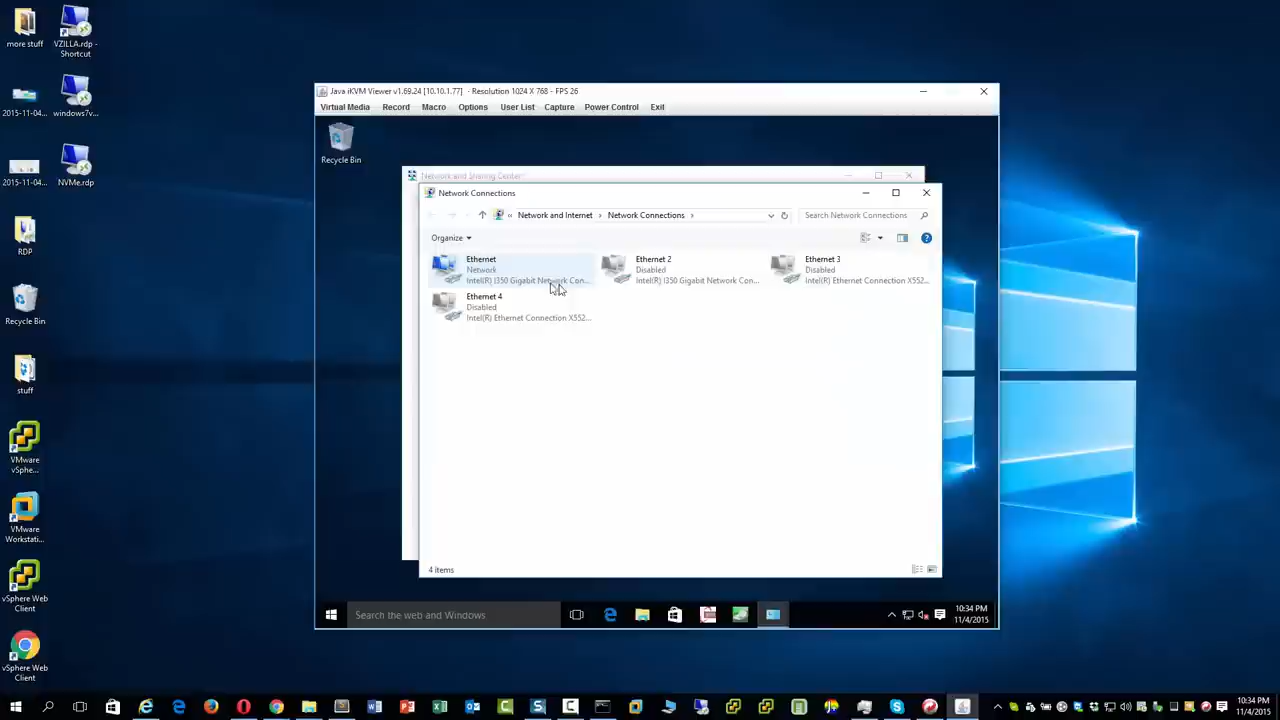 more stuff
VZILLA.rdp -
Shortcut
2015-11-04...
windows7v...
2015-11-04...
NVMe.rdp
RDP
Recycle Bin
stuff
VMware
vSphe...
VMware
Workstati...
vSphere Web
Client
vSphere Web
Client
Java iKVM Viewer v1.69.24 [10.10.1.77] - Resolution 1024 X 768 - FPS 26
Virtual Media Record Macro Options User List Capture Power Control Exit
Recycle Bin
Network and Sharing Center
Network Connections
« Network and Internet › Network Connections ›
Search Network Connections
Organize
Ethernet
Network
Intel(R) I350 Gigabit Network Con...
Ethernet 2
Disabled
Intel(R) I350 Gigabit Network Con...
Ethernet 3
Disabled
Intel(R) Ethernet Connection X552...
Ethernet 4
Disabled
Intel(R) Ethernet Connection X552...
4 items
Search the web and Windows
10:34 PM
11/4/2015
10:34 PM
11/4/2015